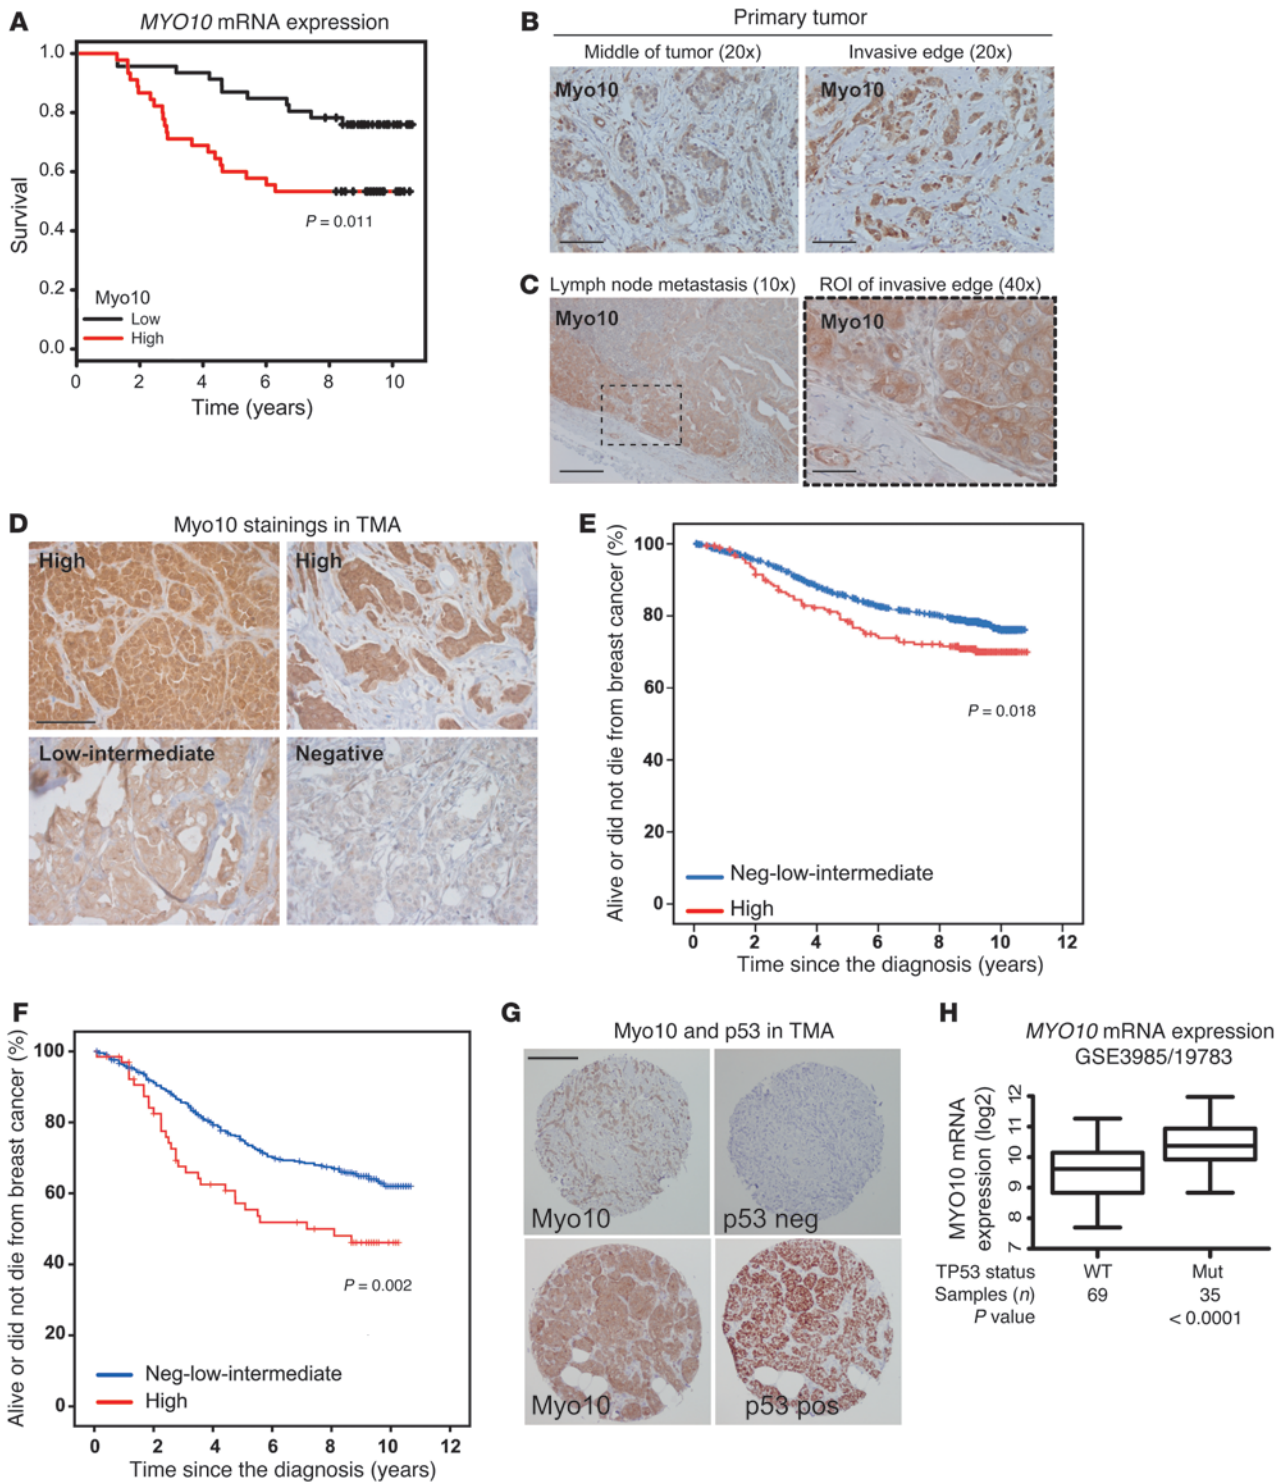 A
MYO10 mRNA expression
1.0
0.8
0.6
0.4
0.2
0.0
Survival
P = 0.011
Myo10
Low
High
0 2 4 6 8 10
Time (years)
B
Primary tumor
Middle of tumor (20x) Invasive edge (20x)
Myo10 Myo10
C
Lymph node metastasis (10x) ROI of invasive edge (40x)
Myo10 Myo10
D
Myo10 stainings in TMA
High High
Low-intermediate Negative
E
100
80
60
40
20
0
Alive or did not die from breast cancer (%)
P = 0.018
Neg-low-intermediate
High
0 2 4 6 8 10 12
Time since the diagnosis (years)
F
100
80
60
40
20
0
Alive or did not die from breast cancer (%)
P = 0.002
Neg-low-intermediate
High
0 2 4 6 8 10 12
Time since the diagnosis (years)
G
Myo10 and p53 in TMA
Myo10 p53 neg
Myo10 p53 pos
H
MYO10 mRNA expression
GSE3985/19783
MYO10 mRNA
expression (log2)
12
11
10
9
8
7
TP53 status WT Mut
Samples (n) 69 35
P value < 0.0001